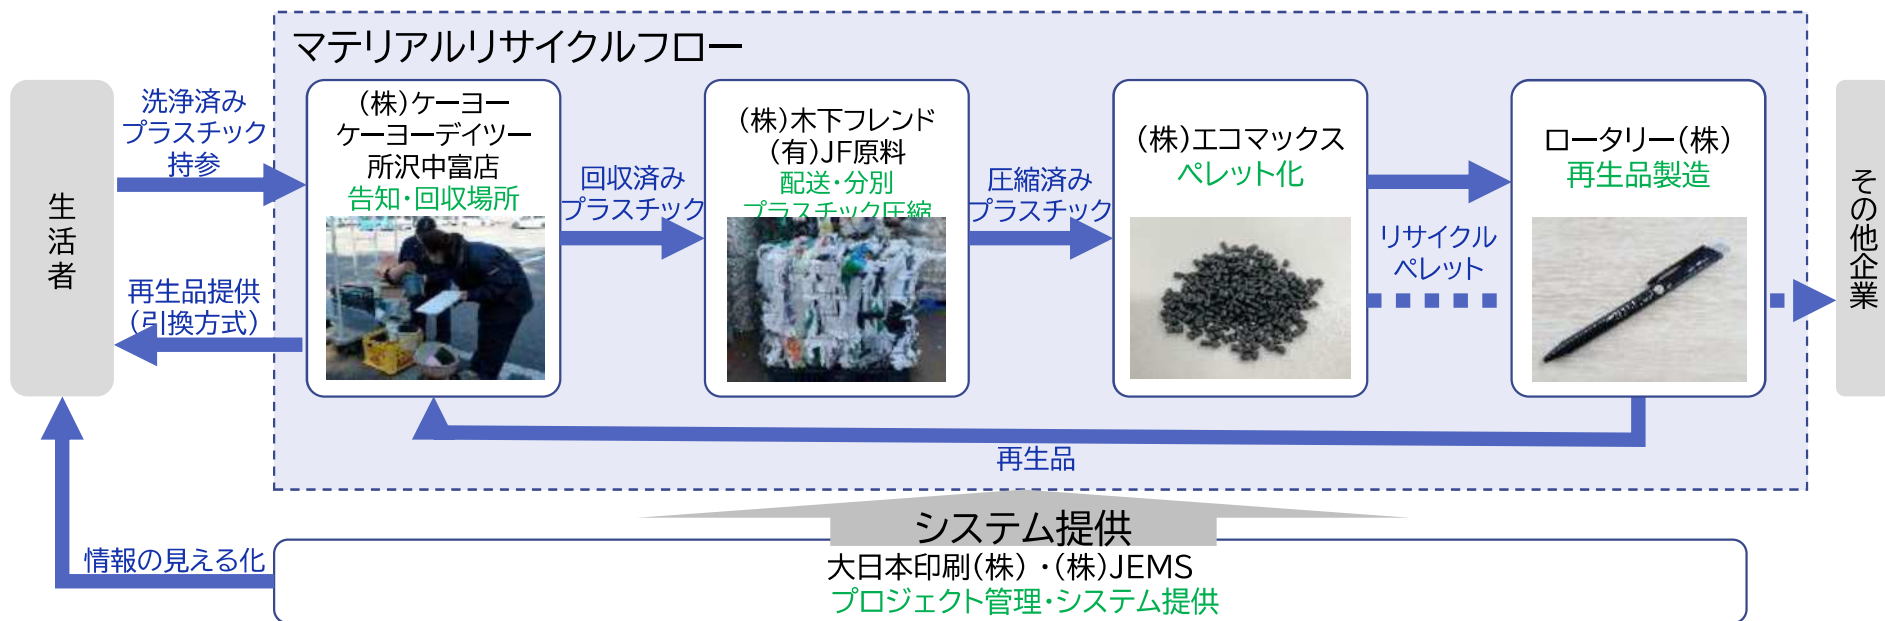 マテリアルリサイクルフロー
生活者
洗浄済み
プラスチック
持参
再生品提供
（引換方式）
（株）ケーヨー
ケーヨーデイツー
所沢中富店
告知・回収場所
回収済み
プラスチック
（株）木下フレンド
（有）JF原料
配送・分別
プラスチック圧縮
圧縮済み
プラスチック
（株）エコマックス
ペレット化
リサイクル
ペレット
ロータリー（株）
再生品製造
その他企業
再生品
システム提供
情報の見える化
大日本印刷（株）・（株）JEMS
プロジェクト管理・システム提供